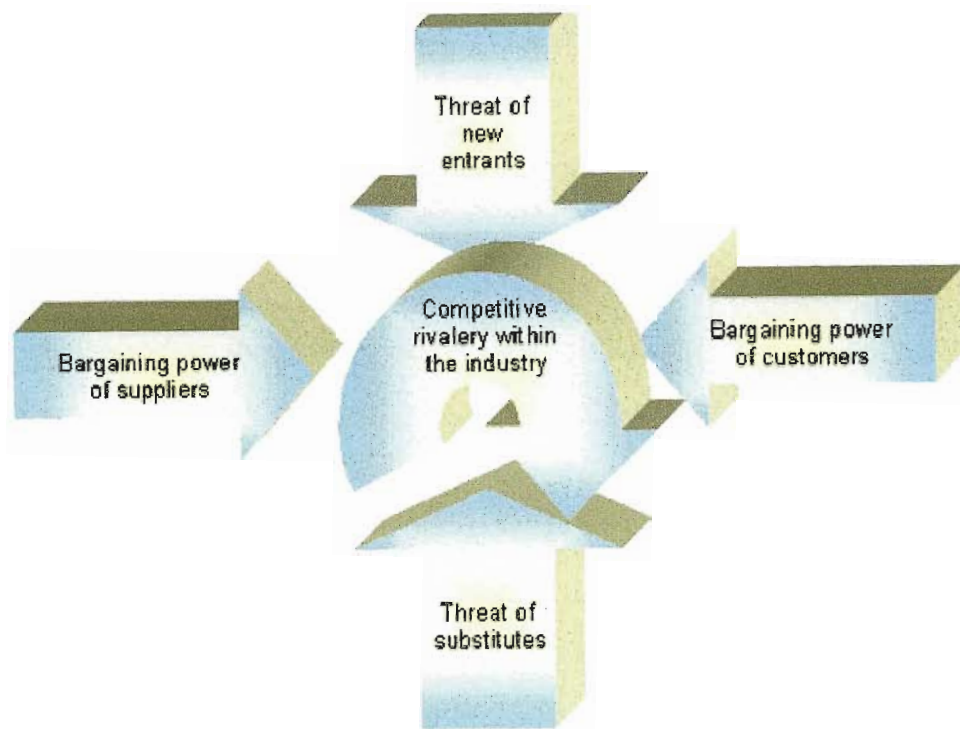 Threat of
new
entrants
Competitive
rivalery within
the industry
Bargaining power
of suppliers
Bargaining power
of customers
Threat of
substitutes